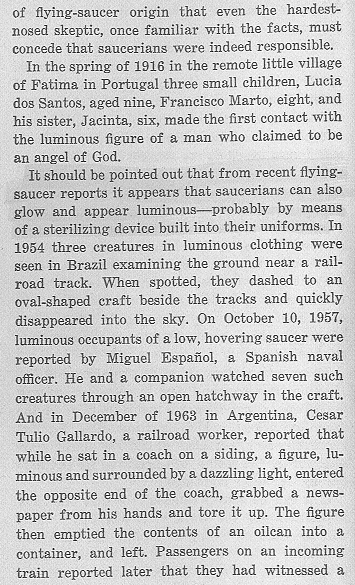 of flying-saucer origin that even the hardest-
nosed skeptic, once familiar with the facts, must
concede that saucerians were indeed responsible.
In the spring of 1916 in the remote little village
of Fatima in Portugal three small children, Lucia
dos Santos, aged nine, Francisco Marto, eight, and
his sister, Jacinta, six, made the first contact with
the luminous figure of a man who claimed to be
an angel of God.
It should be pointed out that from recent flying-
saucer reports it appears that saucerians can also
glow and appear luminous—probably by means
of a sterilizing device built into their uniforms. In
1954 three creatures in luminous clothing were
seen in Brazil examining the ground near a rail-
road track. When spotted, they dashed to an
oval-shaped craft beside the tracks and quickly
disappeared into the sky. On October 10, 1957,
luminous occupants of a low, hovering saucer were
reported by Miguel Español, a Spanish naval
officer. He and a companion watched seven such
creatures through an open hatchway in the craft.
And in December of 1963 in Argentina, Cesar
Tulio Gallardo, a railroad worker, reported that
while he sat in a coach on a siding, a figure, lu-
minous and surrounded by a dazzling light, entered
the opposite end of the coach, grabbed a news-
paper from his hands and tore it up. The figure
then emptied the contents of an oilcan into a
container, and left. Passengers on an incoming
train reported later that they had witnessed a